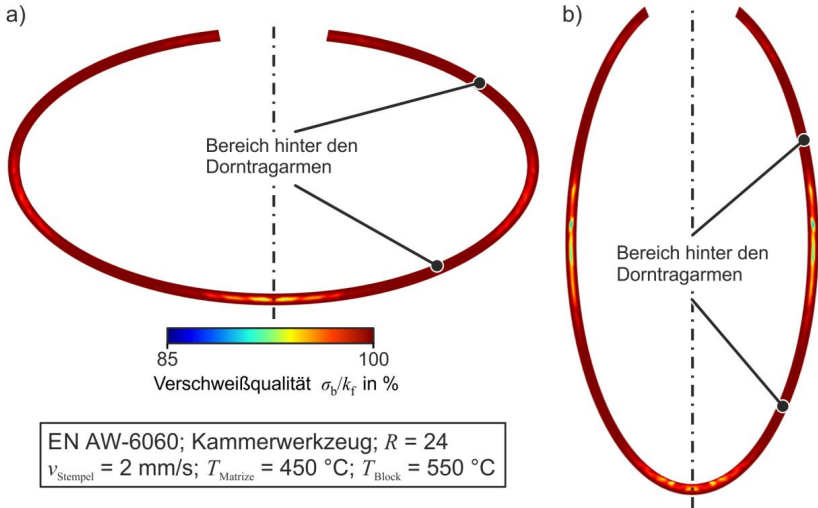 a)
b)
Bereich hinter den
Dorntragarmen
Bereich hinter den
Dorntragarmen
85
100
Verschweißqualität σb/kf in %
EN AW-6060; Kammerwerkzeug; R = 24
vStempel = 2 mm/s; TMatrize = 450 °C; TBlock = 550 °C